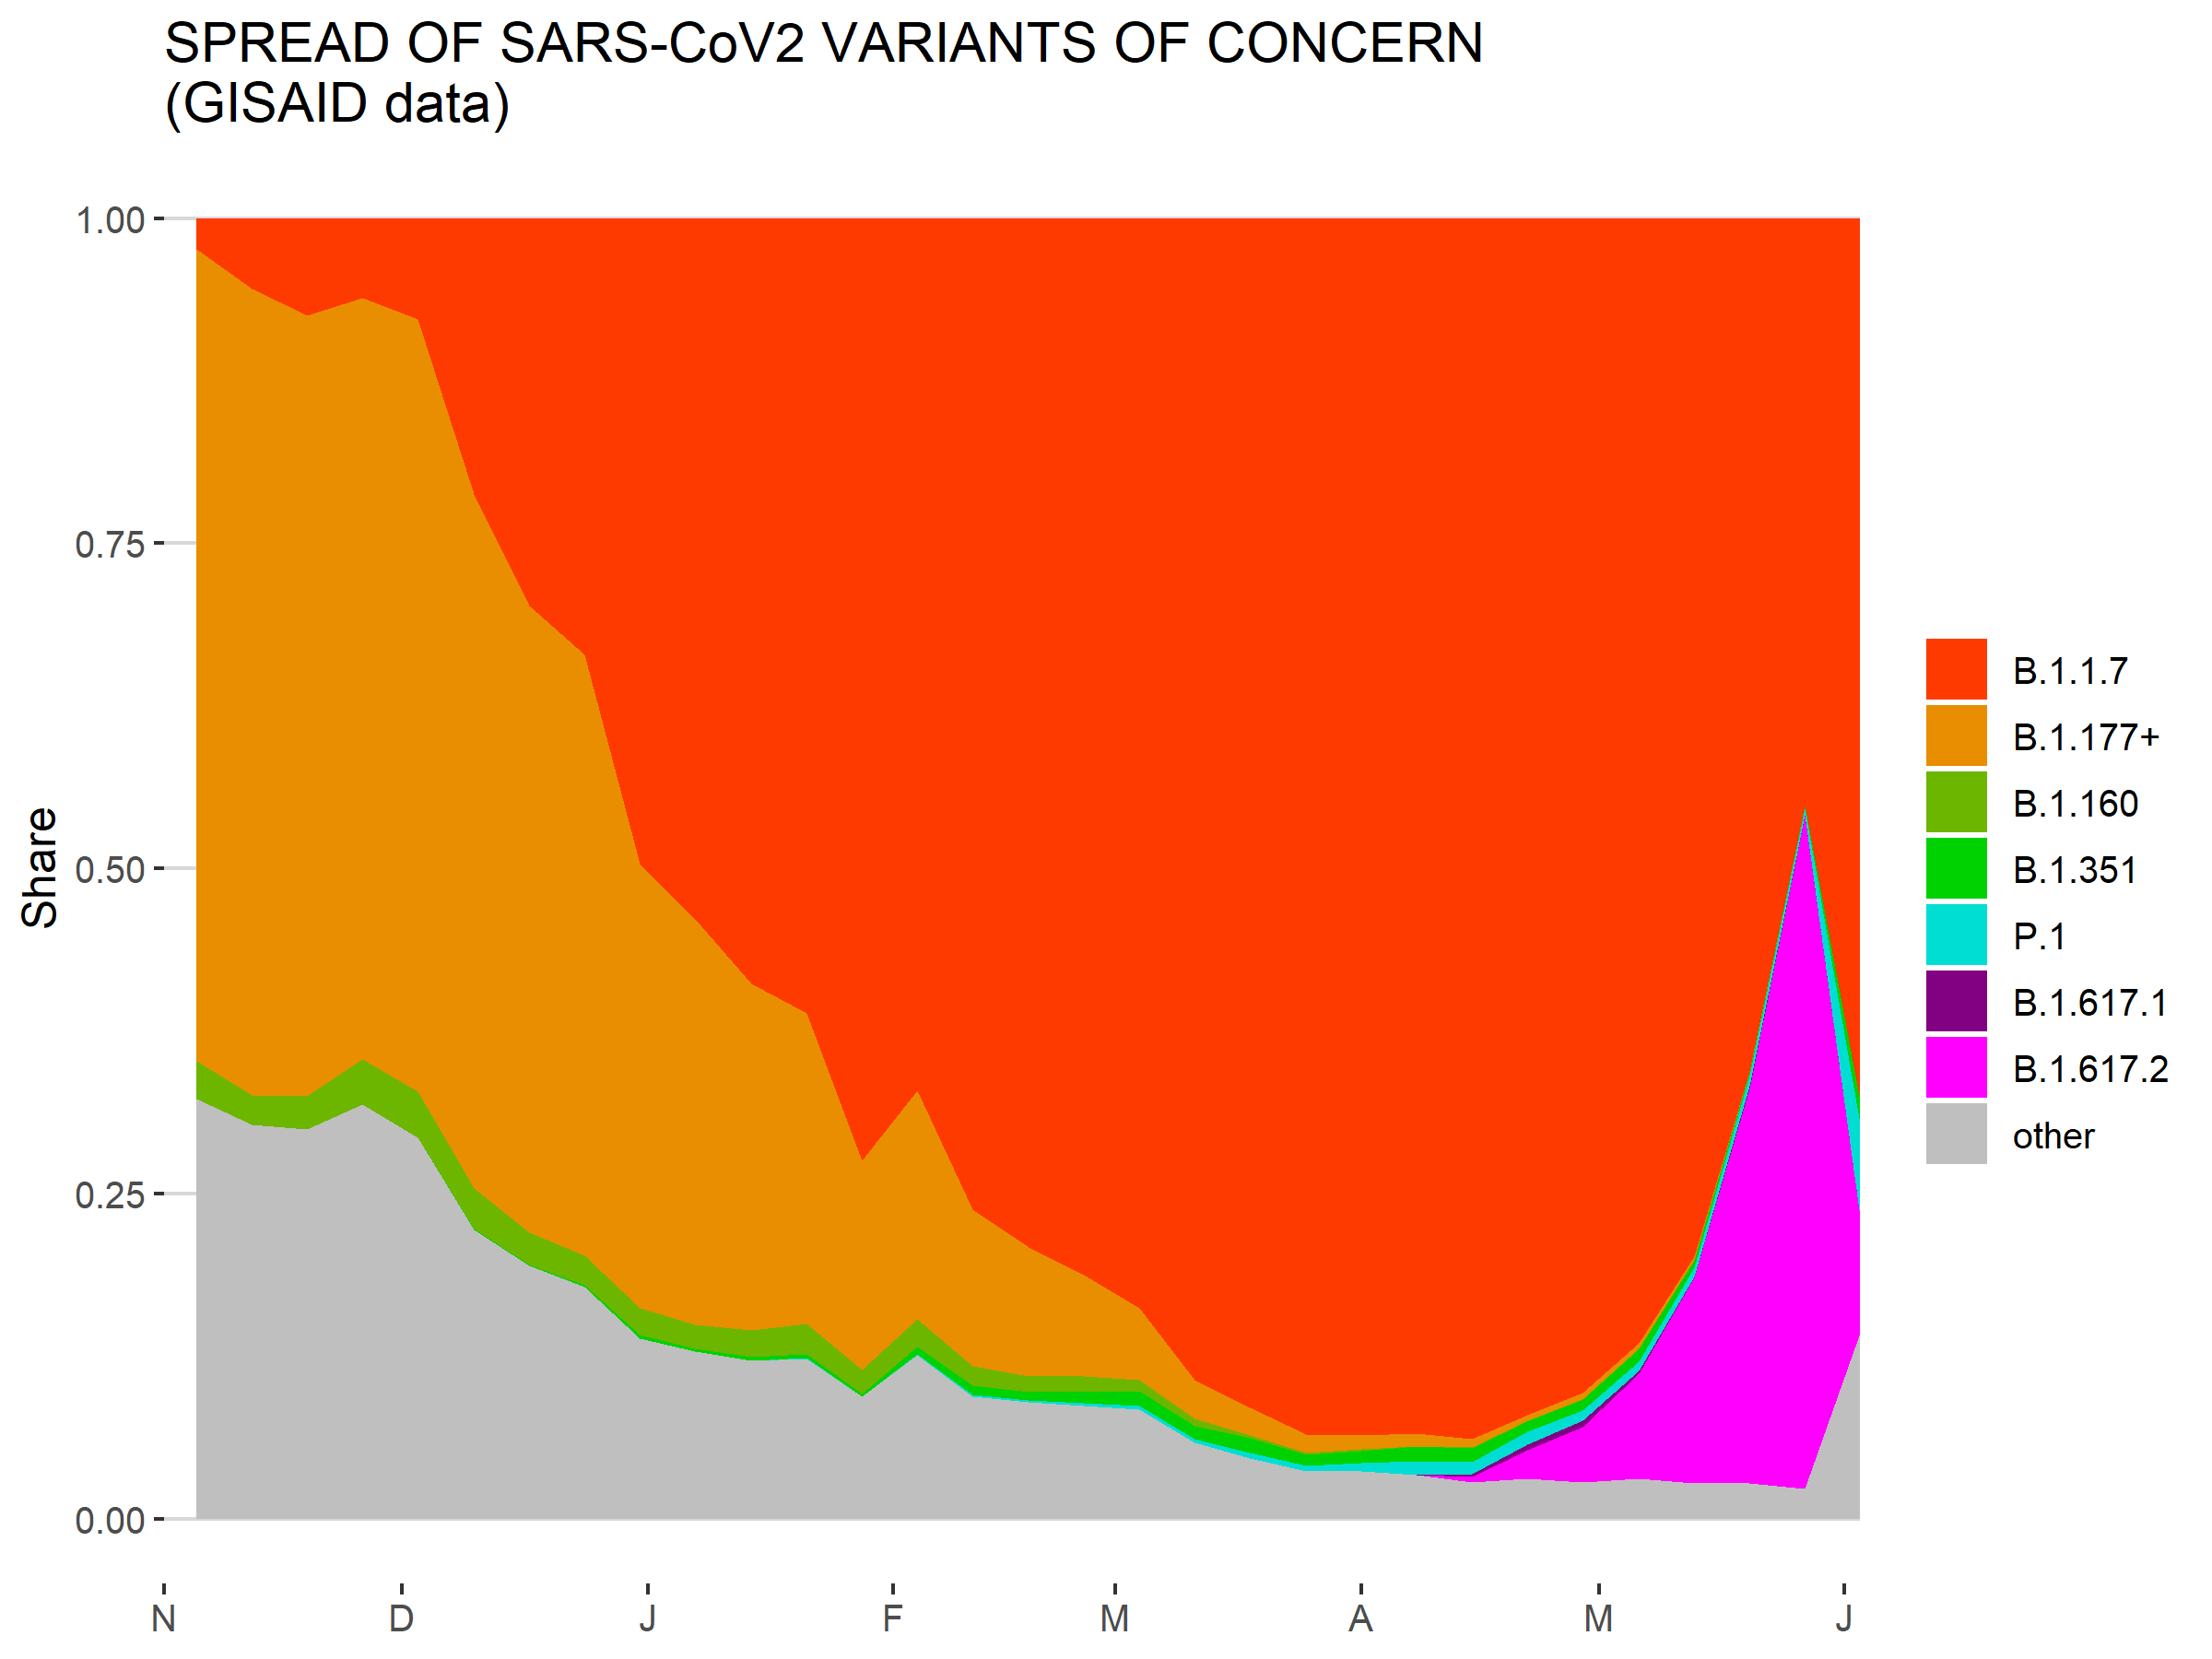 SPREAD OF SARS-CoV2 VARIANTS OF CONCERN
(GISAID data)
Share
1.00
0.75
0.50
0.25
0.00
N D J F M A M J
B.1.1.7
B.1.177+
B.1.160
B.1.351
P.1
B.1.617.1
B.1.617.2
other